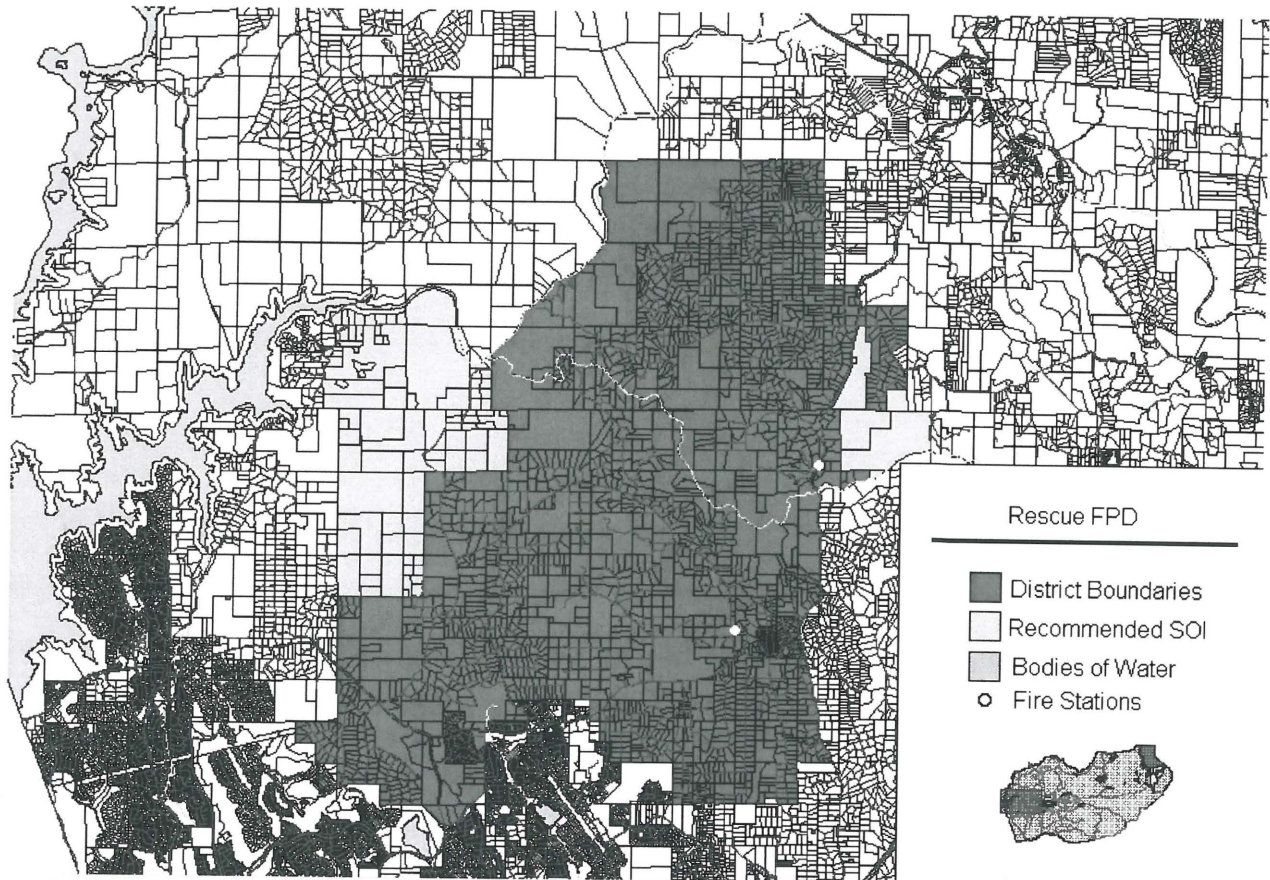 Rescue FPD
District Boundaries
Recommended SOI
Bodies of Water
Fire Stations